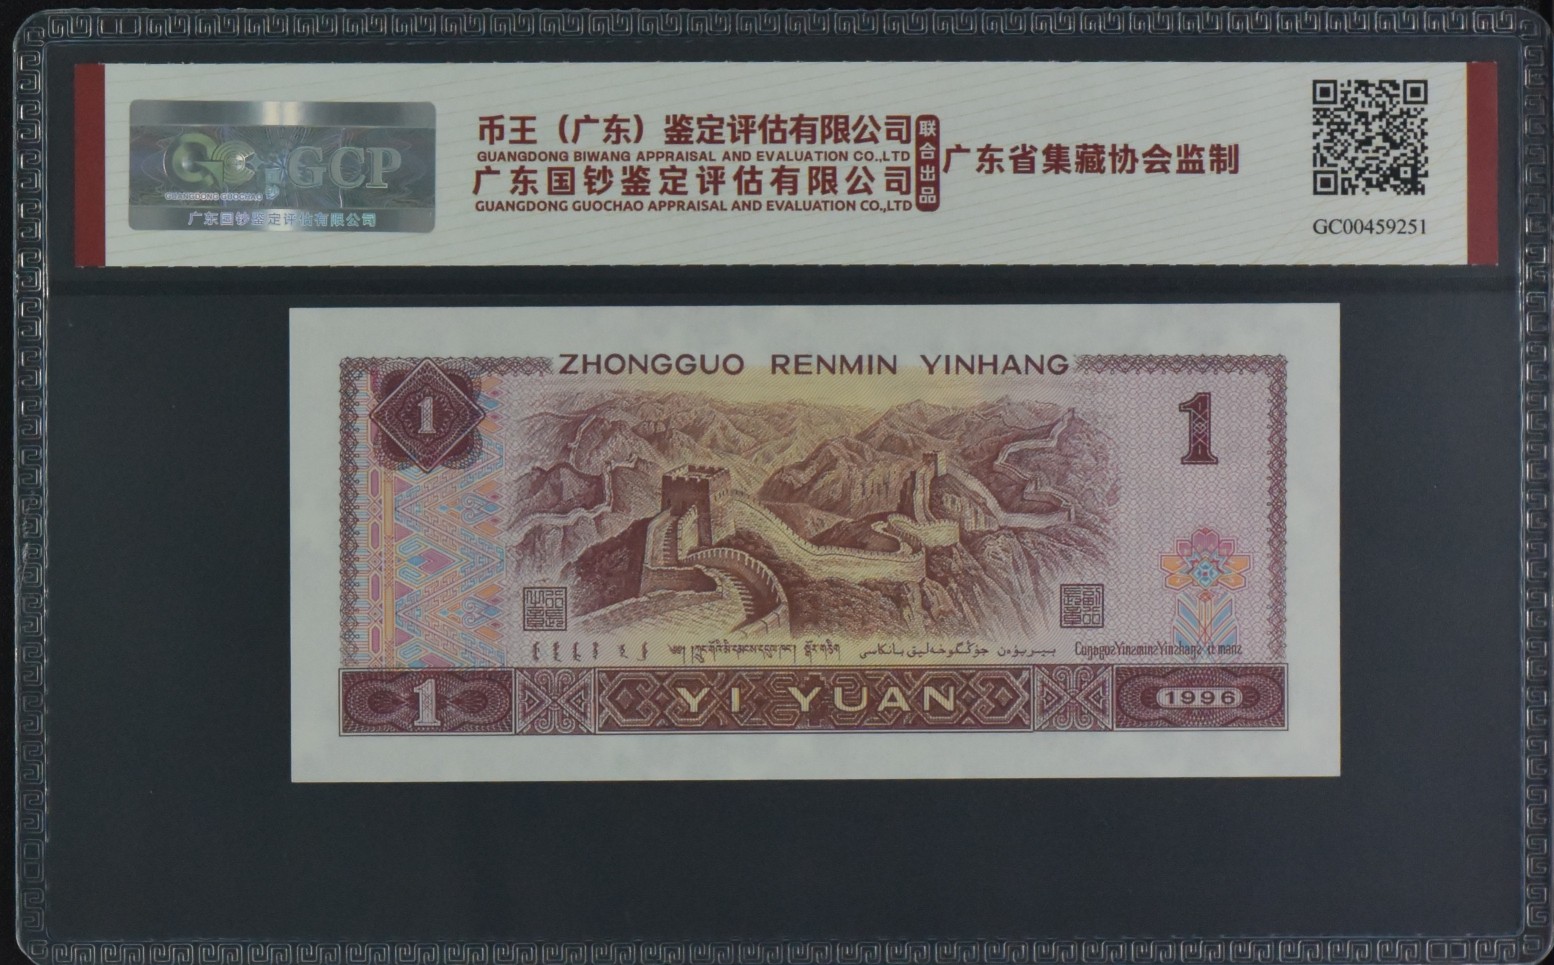 GCP
GUANGDONG GUOCHAO
广东国钞鉴定评估有限公司
币王（广东）鉴定评估有限公司
GUANGDONG BIWANG APPRAISAL AND EVALUATION CO.,LTD
广东国钞鉴定评估有限公司
GUANGDONG GUOCHAO APPRAISAL AND EVALUATION CO.,LTD
联合出品
广东省集藏协会监制
GC00459251
ZHONGGUO RENMIN YINHANG
1
1
1
YI YUAN
1996